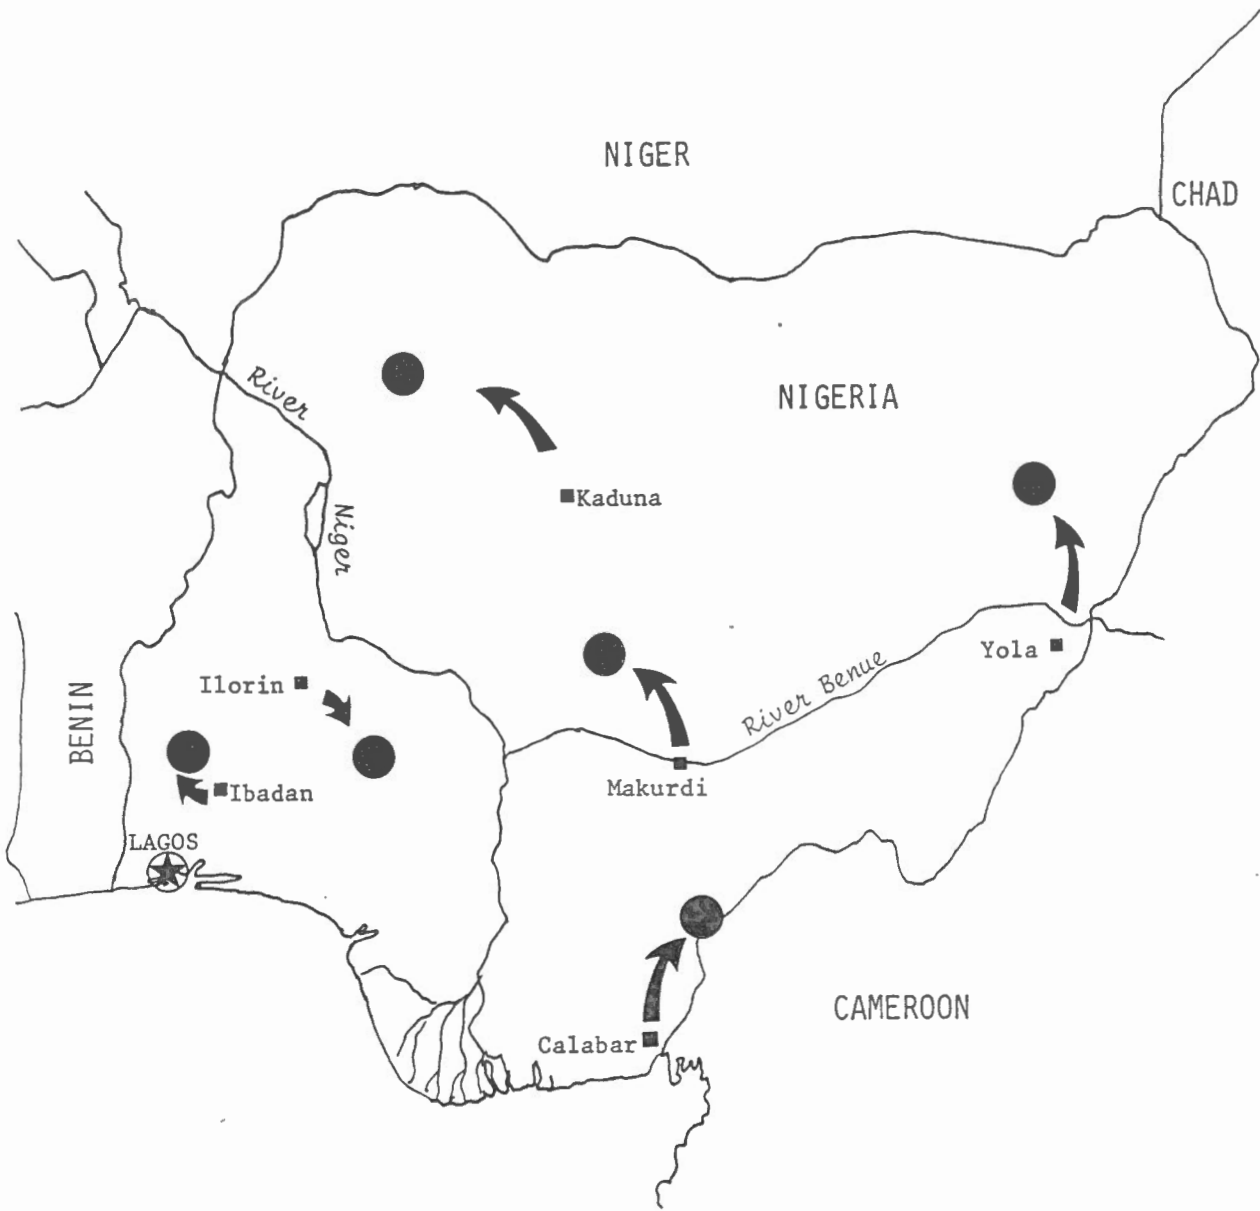 NIGER
CHAD
River
NIGERIA
Kaduna
Niger
Yola
River Benue
Ilorin
BENIN
Makurdi
Ibadan
LAGOS
CAMEROON
Calabar